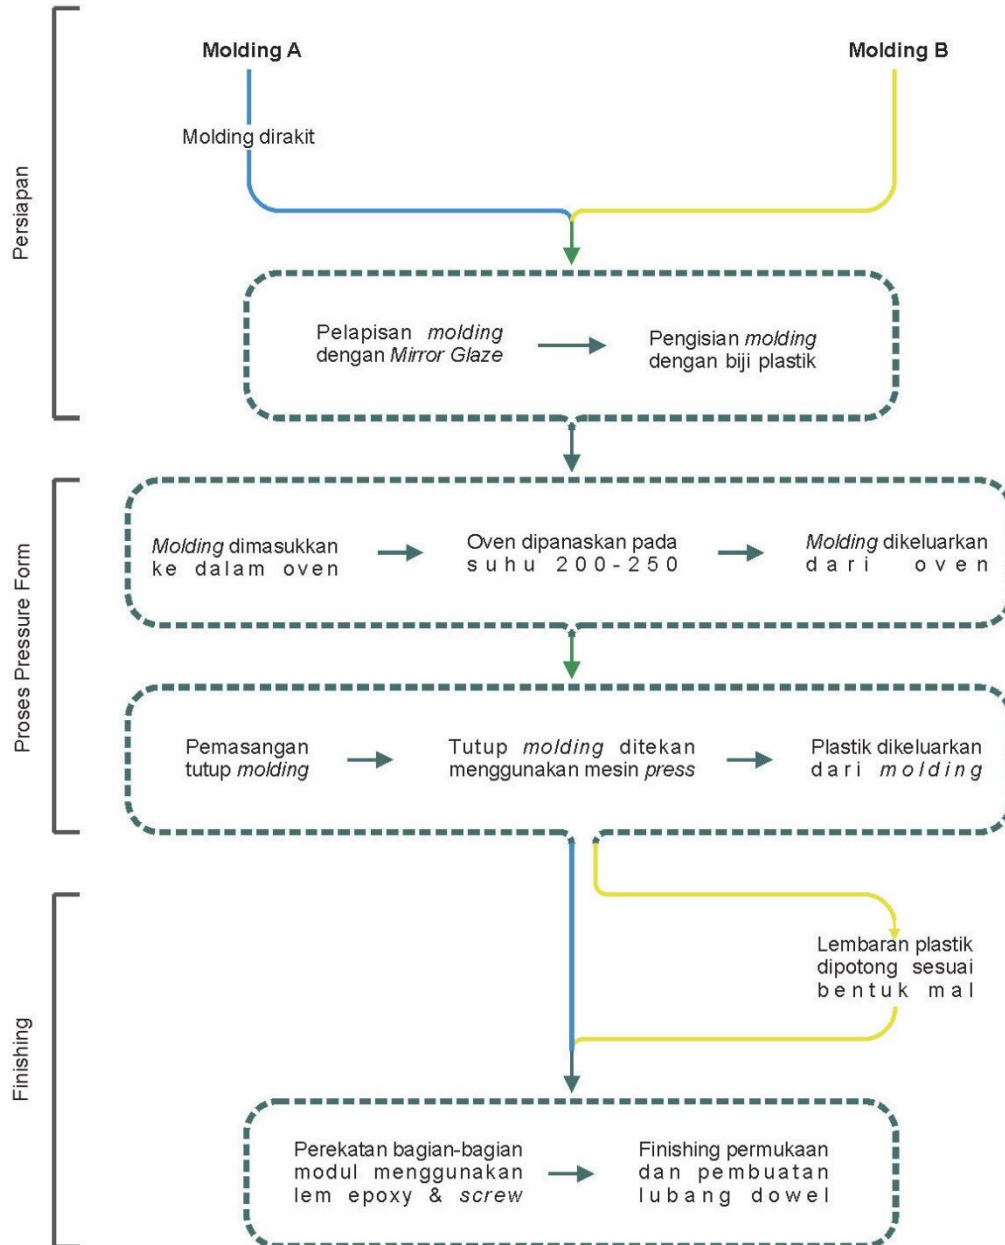 Persiapan
Molding A
Molding B
Molding dirakit
Pelapisan molding
dengan Mirror Glaze
Pengisian molding
dengan biji plastik
Proses Pressure Form
Molding dimasukkan
ke dalam oven
Oven dipanaskan pada
suhu 200-250
Molding dikeluarkan
dari oven
Pemasangan
tutup molding
Tutup molding ditekan
menggunakan mesin press
Plastik dikeluarkan
dari molding
Finishing
Lembaran plastik
dipotong sesuai
bentuk mal
Perekatan bagian-bagian
modul menggunakan
lem epoxy & screw
Finishing permukaan
dan pembuatan
lubang dowel